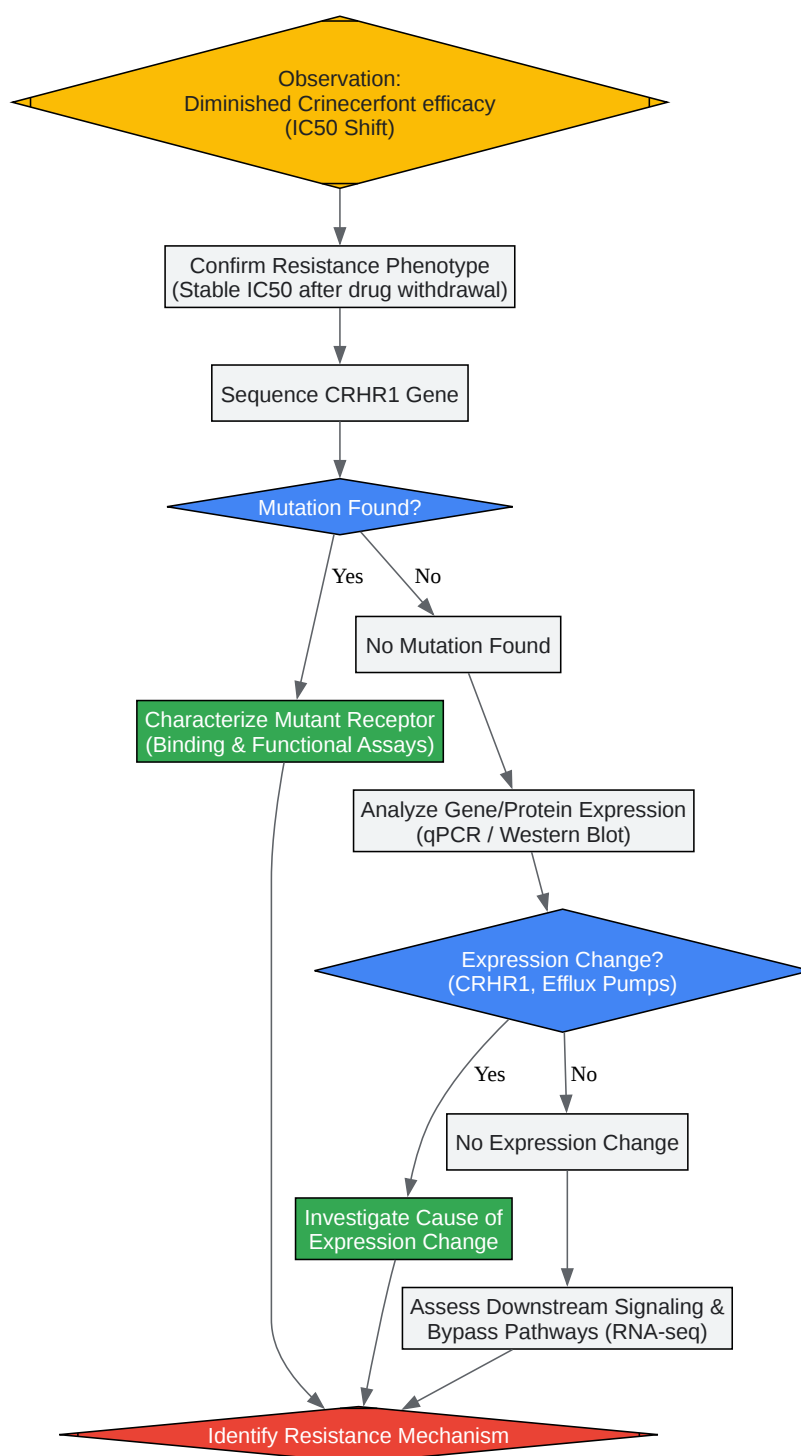 Observation:
Diminished Crinecerfont efficacy
(IC50 Shift)
Confirm Resistance Phenotype
(Stable IC50 after drug withdrawal)
Sequence CRHR1 Gene
Mutation Found?
Yes
No
No Mutation Found
Characterize Mutant Receptor
(Binding & Functional Assays)
Analyze Gene/Protein Expression
(qPCR / Western Blot)
Expression Change?
(CRHR1, Efflux Pumps)
Yes
No
No Expression Change
Investigate Cause of
Expression Change
Assess Downstream Signaling &
Bypass Pathways (RNA-seq)
Identify Resistance Mechanism